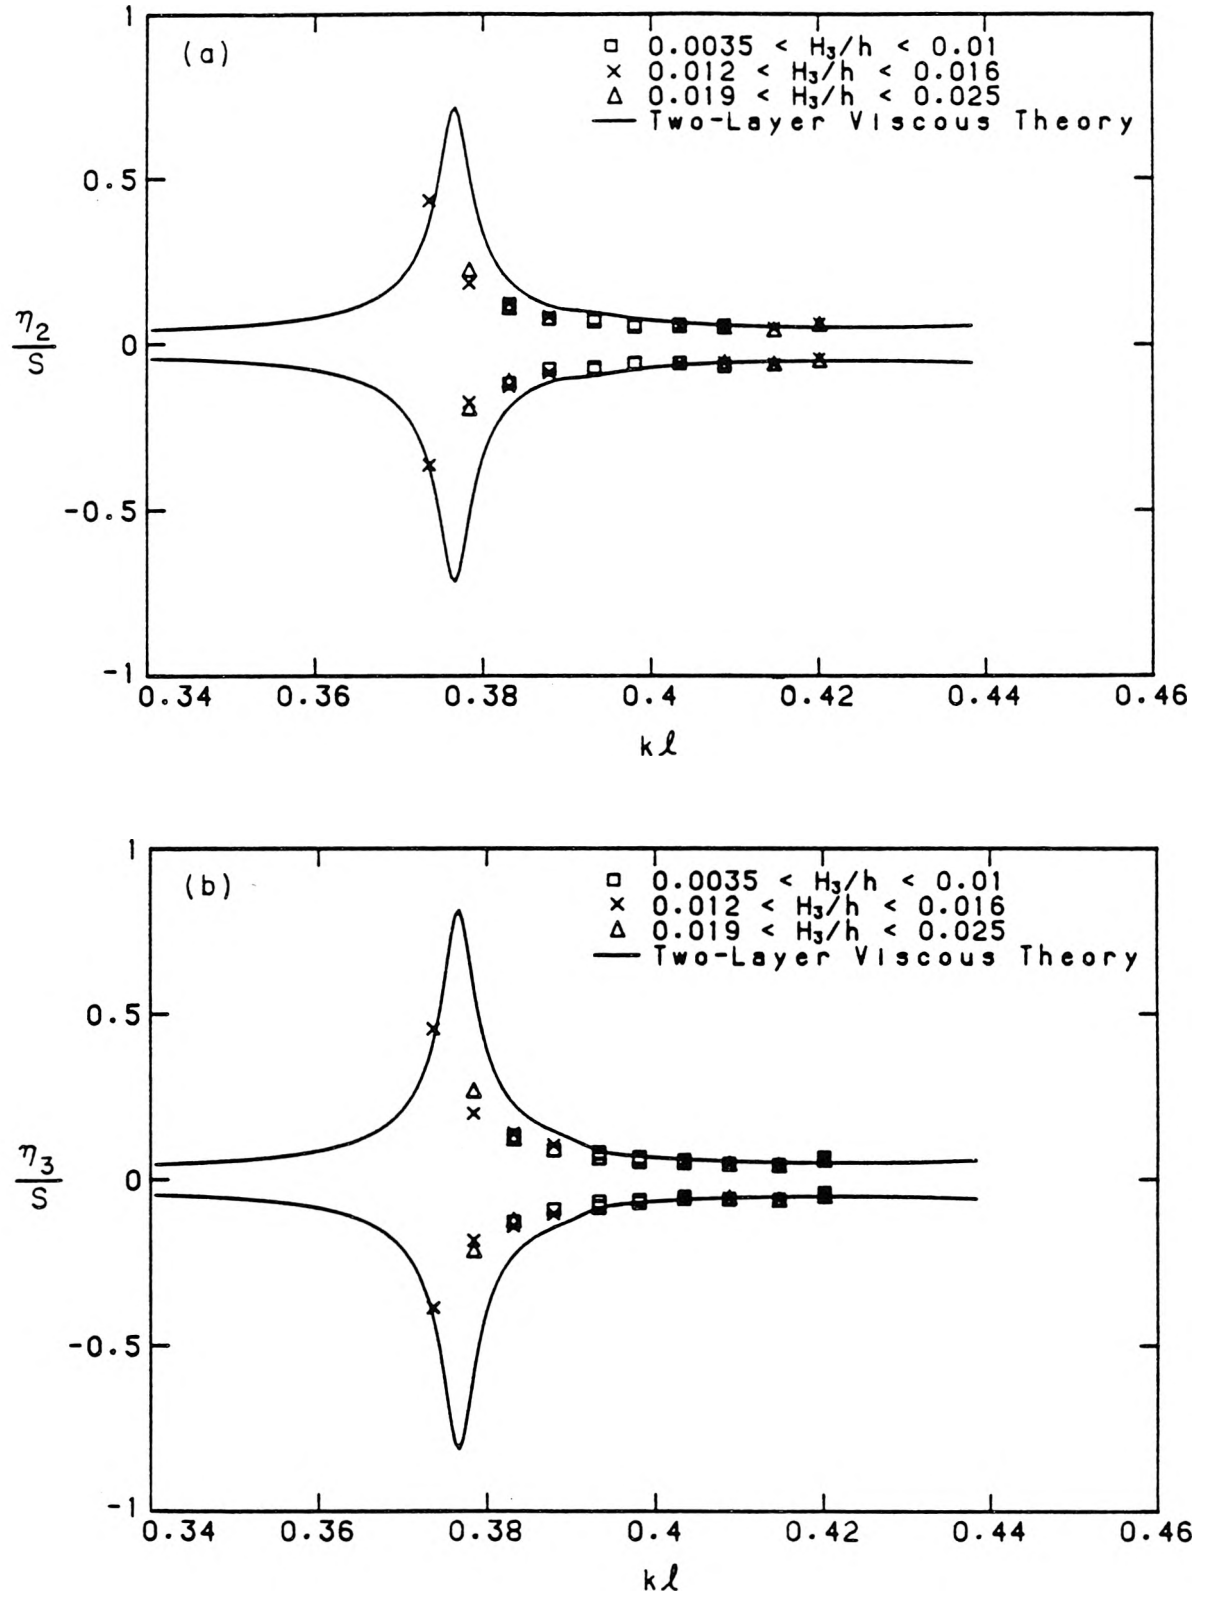 1
(a)
□ 0.0035 < H₃/h < 0.01
× 0.012 < H₃/h < 0.016
△ 0.019 < H₃/h < 0.025
— Two-Layer Viscous Theory
0.5
η₂/S
0
-0.5
-1
0.34 0.36 0.38 0.4 0.42 0.44 0.46
kℓ
1
(b)
□ 0.0035 < H₃/h < 0.01
× 0.012 < H₃/h < 0.016
△ 0.019 < H₃/h < 0.025
— Two-Layer Viscous Theory
0.5
η₃/S
0
-0.5
-1
0.34 0.36 0.38 0.4 0.42 0.44 0.46
kℓ